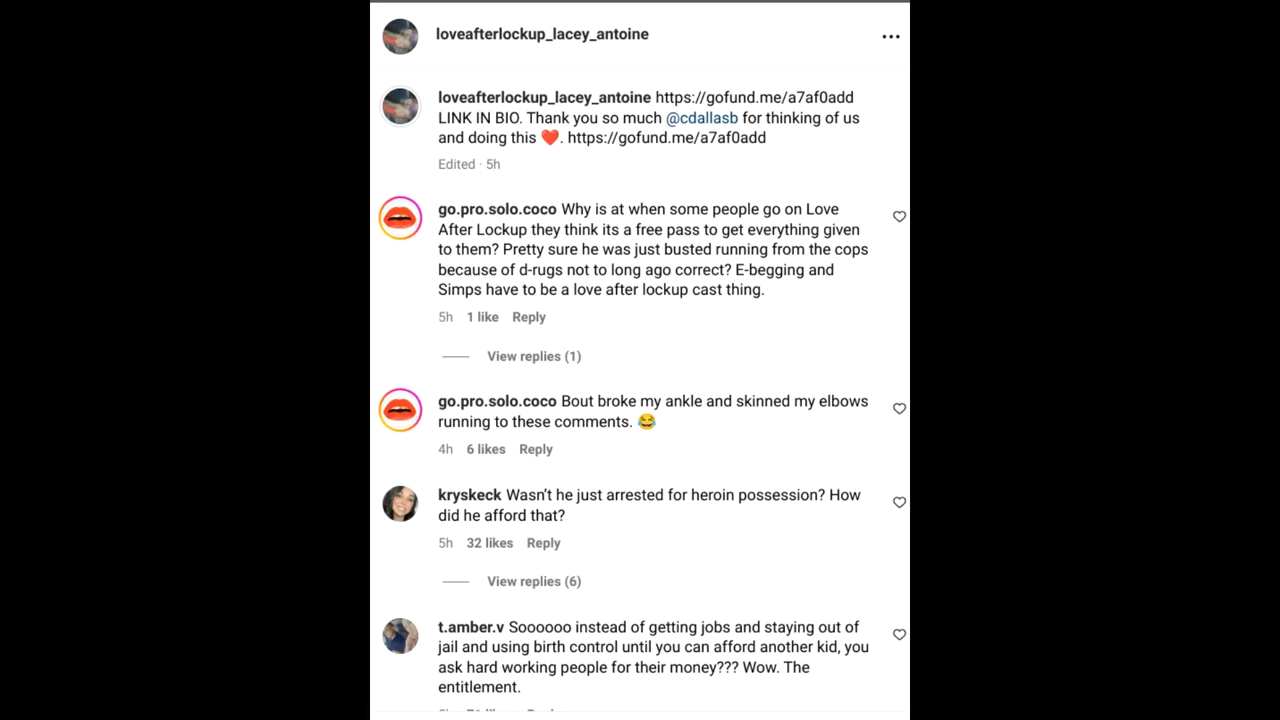 loveafterlockup_lacey_antoine
loveafterlockup_lacey_antoine https://gofund.me/a7af0add
LINK IN BIO. Thank you so much @cdallasb for thinking of us
and doing this ❤️. https://gofund.me/a7af0add
Edited · 5h
go.pro.solo.coco Why is at when some people go on Love
After Lockup they think its a free pass to get everything given
to them? Pretty sure he was just busted running from the cops
because of d-rugs not to long ago correct? E-begging and
Simps have to be a love after lockup cast thing.
5h 1 like Reply
View replies (1)
go.pro.solo.coco Bout broke my ankle and skinned my elbows
running to these comments. 😂
4h 6 likes Reply
kryskeck Wasn't he just arrested for heroin possession? How
did he afford that?
5h 32 likes Reply
View replies (6)
t.amber.v Soooooo instead of getting jobs and staying out of
jail and using birth control until you can afford another kid, you
ask hard working people for their money??? Wow. The
entitlement.